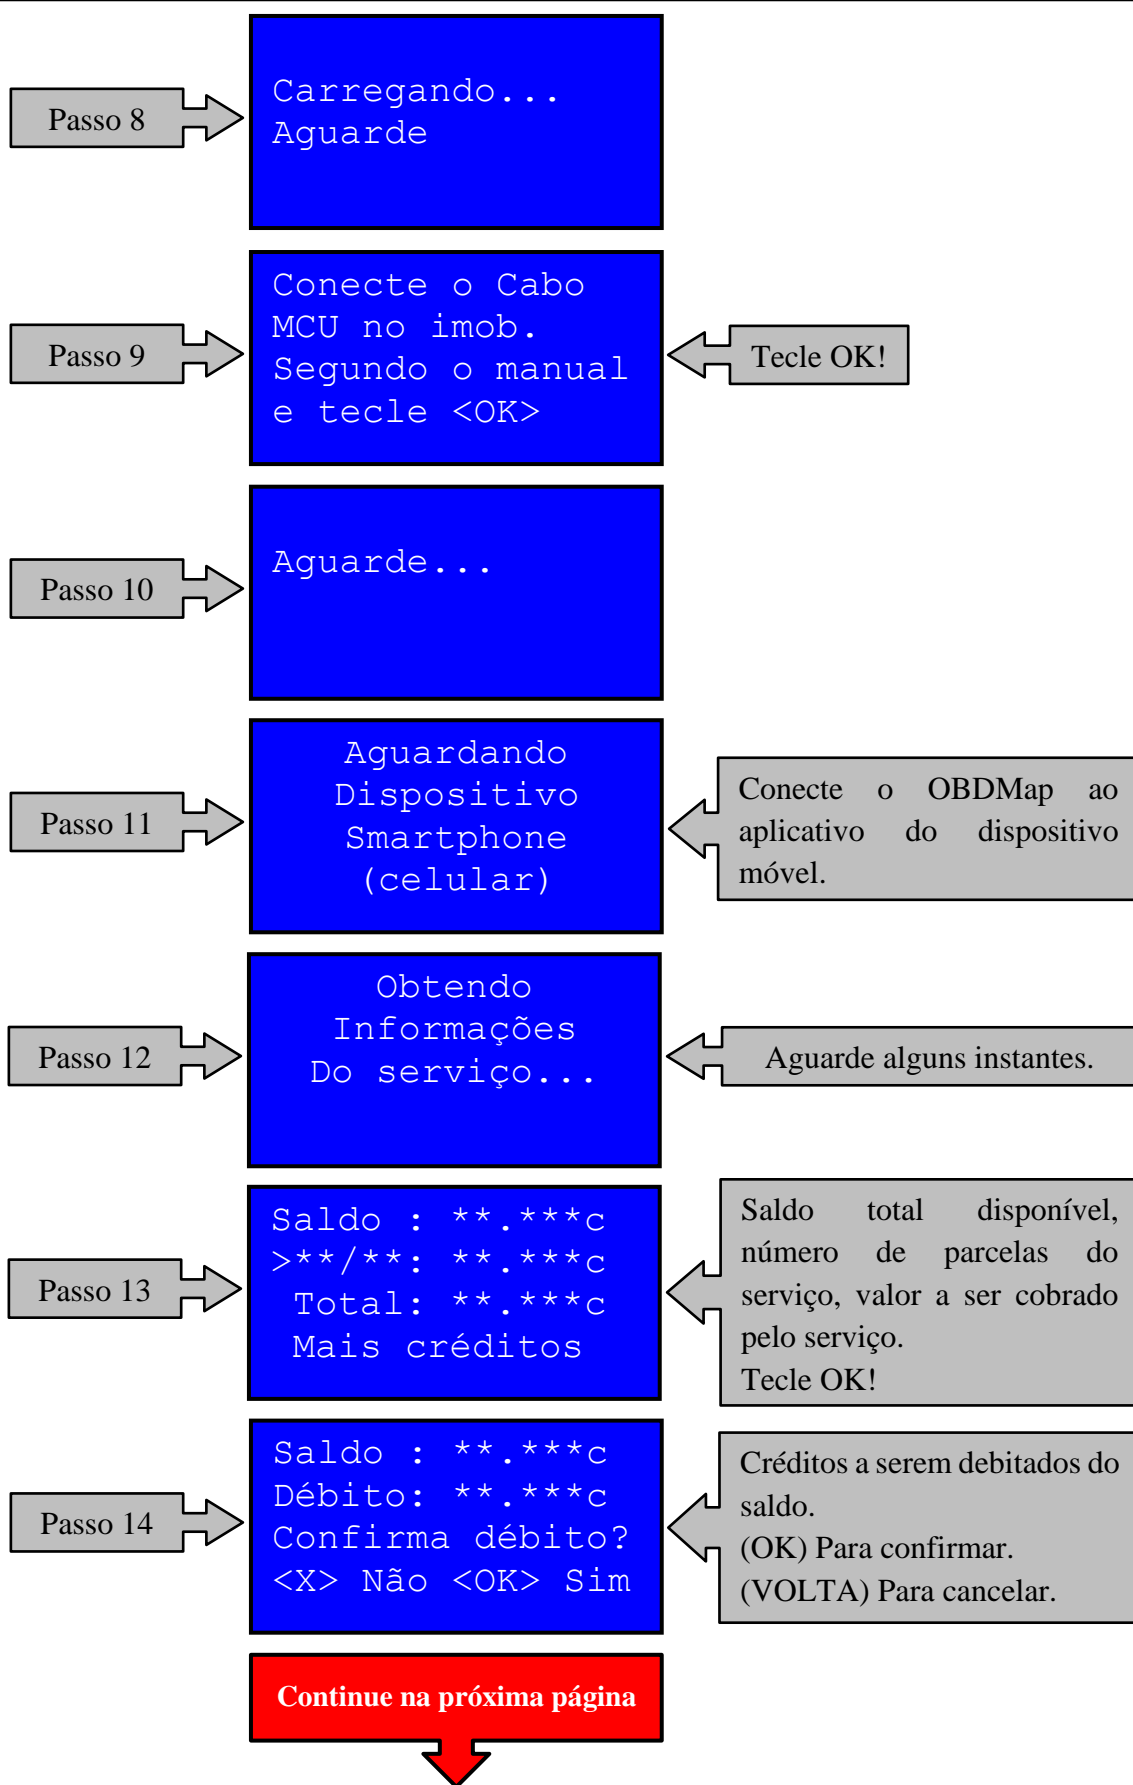 Passo 8
Carregando...
Aguarde
Passo 9
Conecte o Cabo
MCU no imob.
Segundo o manual
e tecle <OK>
Tecle OK!
Passo 10
Aguarde...
Passo 11
Aguardando
Dispositivo
Smartphone
(celular)
Conecte o OBDMap ao
aplicativo do dispositivo
móvel.
Passo 12
Obtendo
Informações
Do serviço...
Aguarde alguns instantes.
Passo 13
Saldo : **.***c
>**/**: **.***c
Total: **.***c
Mais créditos
Saldo total disponível,
número de parcelas do
serviço, valor a ser cobrado
pelo serviço.
Tecle OK!
Passo 14
Saldo : **.***c
Débito: **.***c
Confirma débito?
<X> Não <OK> Sim
Créditos a serem debitados do
saldo.
(OK) Para confirmar.
(VOLTA) Para cancelar.
Continue na próxima página